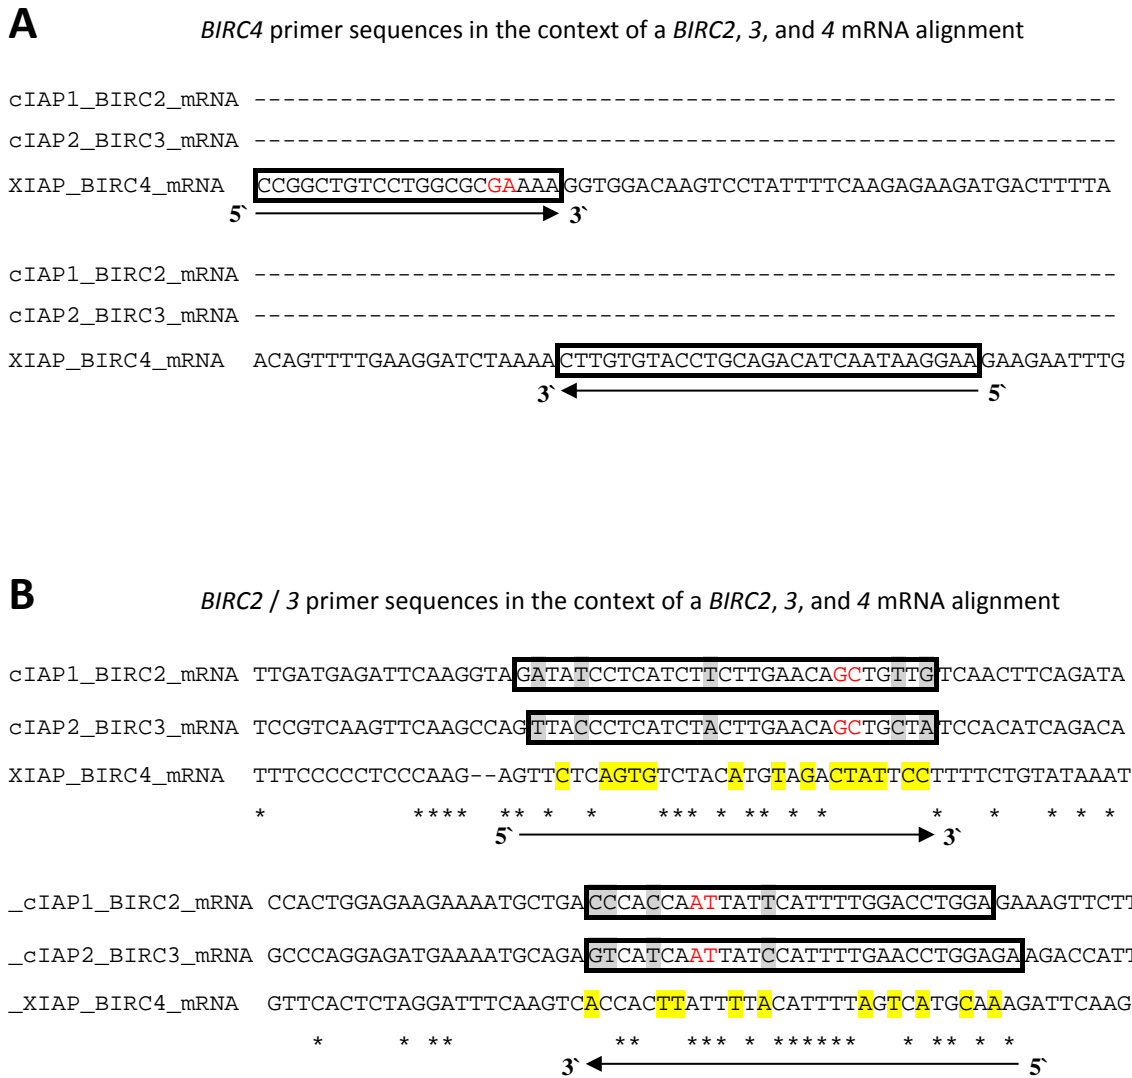 A
BIRC4 primer sequences in the context of a BIRC2, 3, and 4 mRNA alignment
cIAP1_BIRC2_mRNA ------------------------------------------------------------
cIAP2_BIRC3_mRNA ------------------------------------------------------------
XIAP_BIRC4_mRNA CCGGCTGTCCTGGCGCGAAAAGGTGGACAAGTCCTATTTTCAAGAGAAGATGACTTTTA
5` 3`
cIAP1_BIRC2_mRNA ------------------------------------------------------------
cIAP2_BIRC3_mRNA ------------------------------------------------------------
XIAP_BIRC4_mRNA ACAGTTTTGAAGGATCTAAAACTTGTGTACCTGCAGACATCAATAAGGAAGAAGAATTTG
3` 5`
B
BIRC2 / 3 primer sequences in the context of a BIRC2, 3, and 4 mRNA alignment
cIAP1_BIRC2_mRNA TTGATGAGATTCAAGGTAGATATCCTCATCTTCTTGAACAGCTGTTGTCAACTTCAGATA
cIAP2_BIRC3_mRNA TCCGTCAAGTTCAAGCCAGTTACCCTCATCTACTTGAACAGCTGCTATCCACATCAGACA
XIAP_BIRC4_mRNA TTTCCCCCTCCCAAG--AGTTCTCAGTGTCTACATGTAGACTATTCCTTTTCTGTATAAAT
* **** ** * * *** * ** * * * * * *
5` 3`
_cIAP1_BIRC2_mRNA CCACTGGAGAAGAAAATGCTGACCCACCAATTATTCATTTTGGACCTGGAGAAAGTTCTT
_cIAP2_BIRC3_mRNA GCCCAGGAGATGAAAATGCAGAGTCATCAATTATCCATTTTGAACCTGGAGAAGACCATT
_XIAP_BIRC4_mRNA GTTCACTCTAGGATTTCAAGTCACCACTTATTTTACATTTTAGTCATGCAAAGATTCAAG
* * ** ** *** * ****** * ** * *
3` 5`